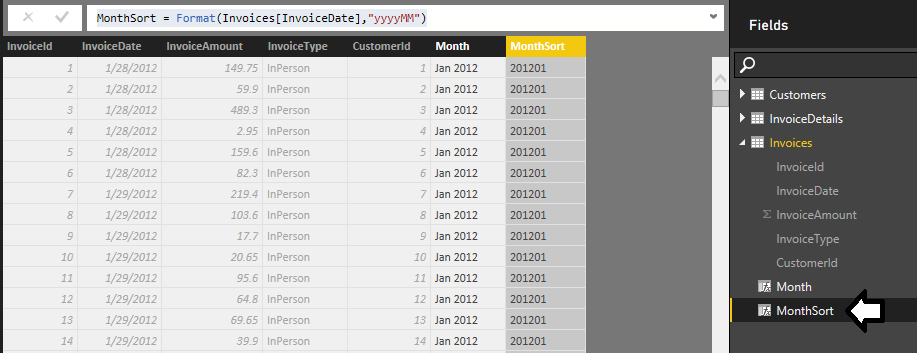 MonthSort = Format(Invoices[InvoiceDate],"yyyyMM")
InvoiceId InvoiceDate InvoiceAmount InvoiceType CustomerId Month MonthSort
1 1/28/2012 149.75 InPerson 1 Jan 2012 201201
2 1/28/2012 59.9 InPerson 2 Jan 2012 201201
3 1/28/2012 489.3 InPerson 3 Jan 2012 201201
4 1/28/2012 2.95 InPerson 4 Jan 2012 201201
5 1/28/2012 159.6 InPerson 5 Jan 2012 201201
6 1/28/2012 82.3 InPerson 6 Jan 2012 201201
7 1/29/2012 219.4 InPerson 7 Jan 2012 201201
8 1/29/2012 103.6 InPerson 8 Jan 2012 201201
9 1/29/2012 17.7 InPerson 9 Jan 2012 201201
10 1/29/2012 20.65 InPerson 10 Jan 2012 201201
11 1/29/2012 95.6 InPerson 11 Jan 2012 201201
12 1/29/2012 64.8 InPerson 12 Jan 2012 201201
13 1/29/2012 69.65 InPerson 13 Jan 2012 201201
14 1/29/2012 39.9 InPerson 14 Jan 2012 201201
Fields
Customers
InvoiceDetails
Invoices
InvoiceId
InvoiceDate
Σ InvoiceAmount
InvoiceType
CustomerId
Month
MonthSort